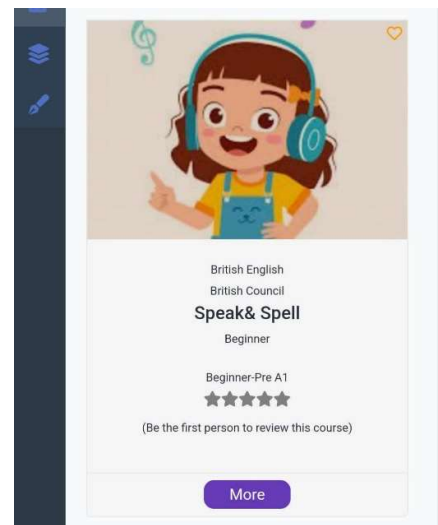 British English
British Council
Speak& Spell
Beginner
Beginner-Pre A1
(Be the first person to review this course)
More